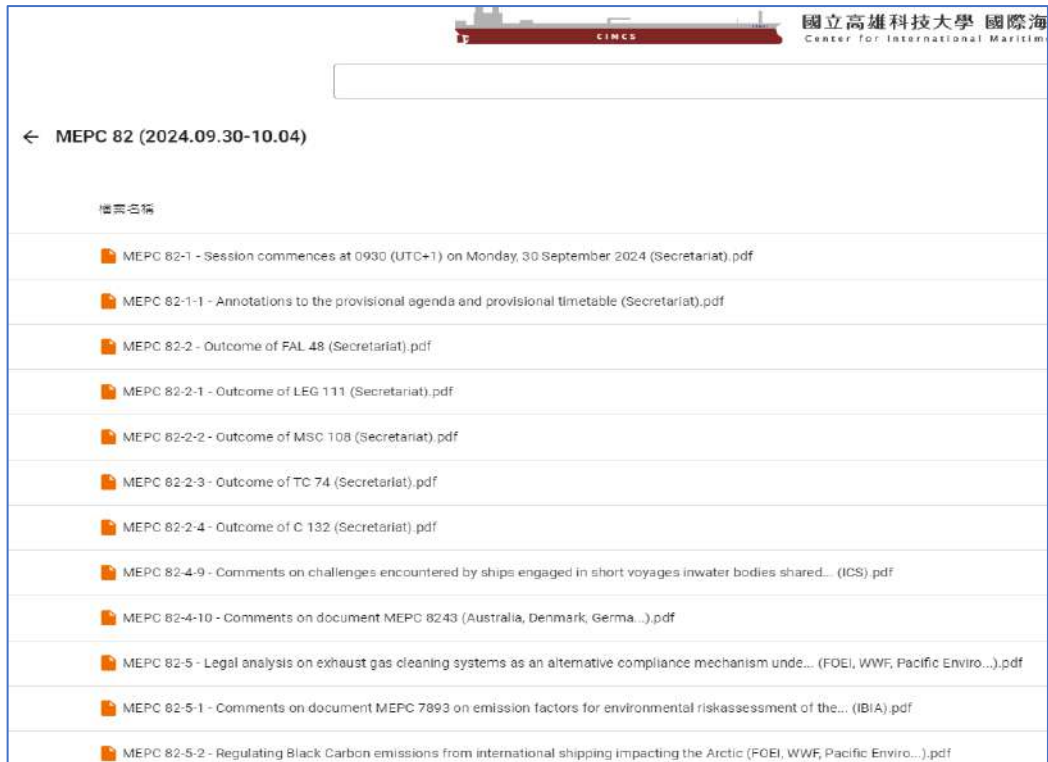 CIMCS
國立高雄科技大學 國際海
Center for International Maritim
← MEPC 82 (2024.09.30-10.04)
檔案名稱
MEPC 82-1 - Session commences at 0930 (UTC+1) on Monday, 30 September 2024 (Secretariat).pdf
MEPC 82-1-1 - Annotations to the provisional agenda and provisional timetable (Secretariat).pdf
MEPC 82-2 - Outcome of FAL 48 (Secretariat).pdf
MEPC 82-2-1 - Outcome of LEG 111 (Secretariat).pdf
MEPC 82-2-2 - Outcome of MSC 108 (Secretariat).pdf
MEPC 82-2-3 - Outcome of TC 74 (Secretariat).pdf
MEPC 82-2-4 - Outcome of C 132 (Secretariat).pdf
MEPC 82-4-9 - Comments on challenges encountered by ships engaged in short voyages inwater bodies shared... (ICS).pdf
MEPC 82-4-10 - Comments on document MEPC 8243 (Australia, Denmark, Germa...).pdf
MEPC 82-5 - Legal analysis on exhaust gas cleaning systems as an alternative compliance mechanism unde... (FOEI, WWF, Pacific Enviro...).pdf
MEPC 82-5-1 - Comments on document MEPC 7893 on emission factors for environmental riskassessment of the... (IBIA).pdf
MEPC 82-5-2 - Regulating Black Carbon emissions from international shipping impacting the Arctic (FOEI, WWF, Pacific Enviro...).pdf